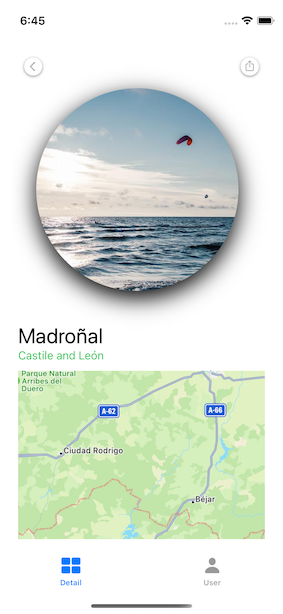 6:45
Madroñal
Castile and León
Parque Natural
Arribes del
Duero
A-62
A-66
Ciudad Rodrigo
Béjar
Detail
User